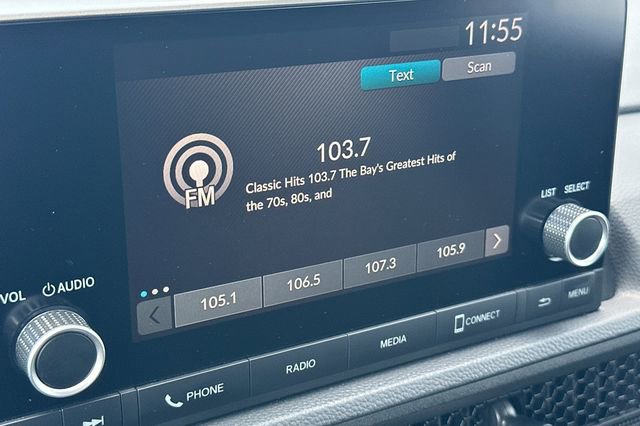 11:55
Text
Scan
103.7
Classic Hits 103.7 The Bay's Greatest Hits of
the 70s, 80s, and
FM
105.1
106.5
107.3
105.9
LIST SELECT
VOL AUDIO
PHONE
RADIO
MEDIA
CONNECT
MENU